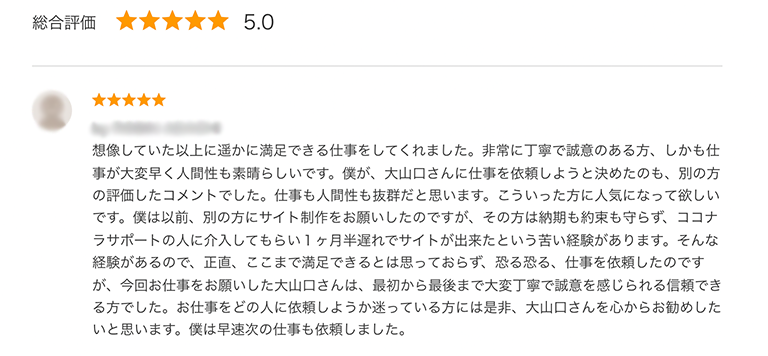 総合評価 ★★★★★ 5.0
★★★★★
想像していた以上に遥かに満足できる仕事をしてくれました。非常に丁寧で誠意のある方、しかも仕
事が大変早く人間性も素晴らしいです。僕が、大山口さんに仕事を依頼しようと決めたのも、別の方
の評価したコメントでした。仕事も人間性も抜群だと思います。こういった方に人気になって欲しい
です。僕は以前、別の方にサイト制作をお願いしたのですが、その方は納期も約束も守らず、ココナ
ラサポートの人に介入してもらい１ヶ月半遅れでサイトが出来たという苦い経験があります。そんな
経験があるので、正直、ここまで満足できるとは思っておらず、恐る恐る、仕事を依頼したのです
が、今回お仕事をお願いした大山口さんは、最初から最後まで大変丁寧で誠意を感じられる信頼でき
る方でした。お仕事をどの人に依頼しようか迷っている方には是非、大山口さんを心からお勧めした
いと思います。僕は早速次の仕事も依頼しました。